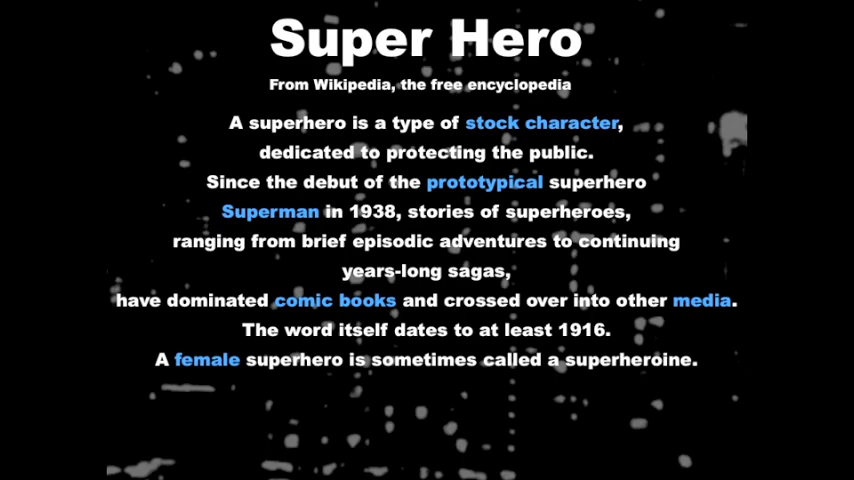 Super Hero
From Wikipedia, the free encyclopedia
A superhero is a type of stock character,
dedicated to protecting the public.
Since the debut of the prototypical superhero
Superman in 1938, stories of superheroes,
ranging from brief episodic adventures to continuing
years-long sagas,
have dominated comic books and crossed over into other media.
The word itself dates to at least 1916.
A female superhero is sometimes called a superheroine.